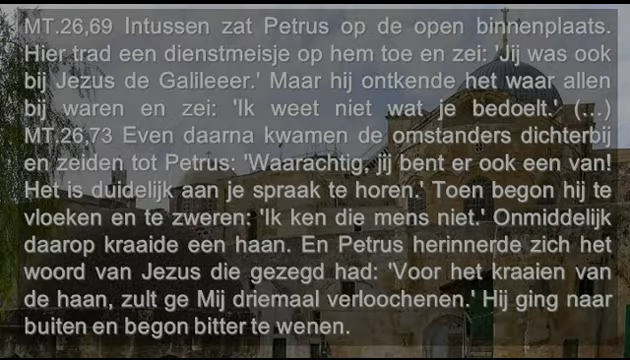 MT.26,69 Intussen zat Petrus op de open binnenplaats.
Hier trad een dienstmeisje op hem toe en zei: 'Jij was ook
bij Jezus de Galileeer.' Maar hij ontkende het waar allen
bij waren en zei: 'Ik weet niet wat je bedoelt.' (...)
MT.26,73 Even daarna kwamen de omstanders dichterbij
en zeiden tot Petrus: 'Waarachtig, jij bent er ook een van!
Het is duidelijk aan je spraak te horen.' Toen begon hij te
vloeken en te zweren: 'Ik ken die mens niet.' Onmiddelijk
daarop kraaide een haan. En Petrus herinnerde zich het
woord van Jezus die gezegd had: 'Voor het kraaien van
de haan, zult ge Mij driemaal verloochenen.' Hij ging naar
buiten en begon bitter te wenen.